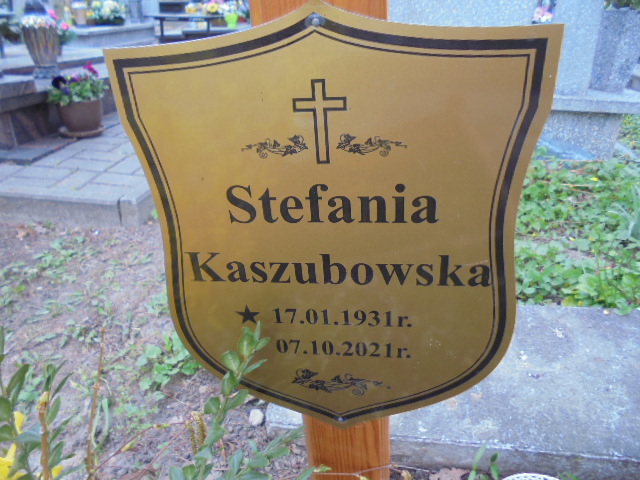 Stefania
Kaszubowska
★ 17.01.1931r.
07.10.2021r.